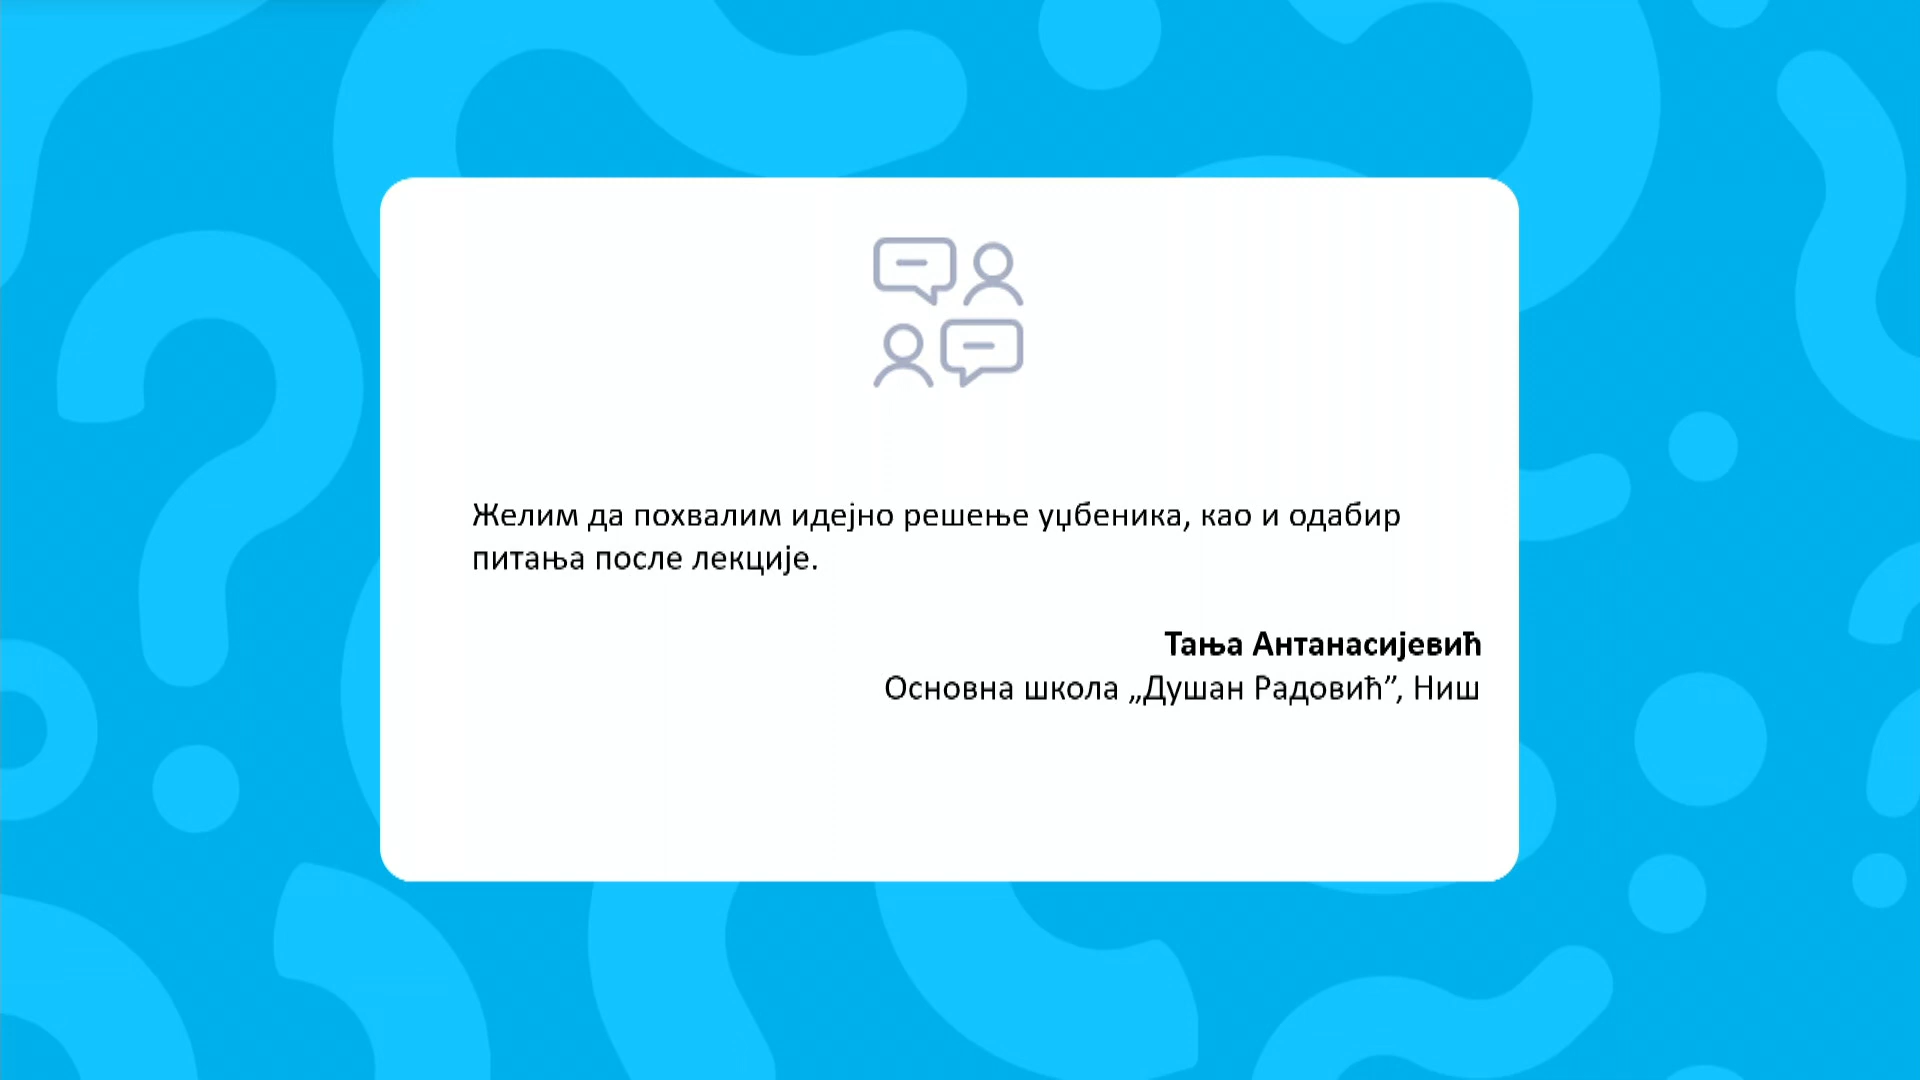 Желим да похвалим идејно решење уџбеника, као и одабир
питања после лекције.
Тања Антанасијевић
Основна школа „Душан Радовић”, Ниш